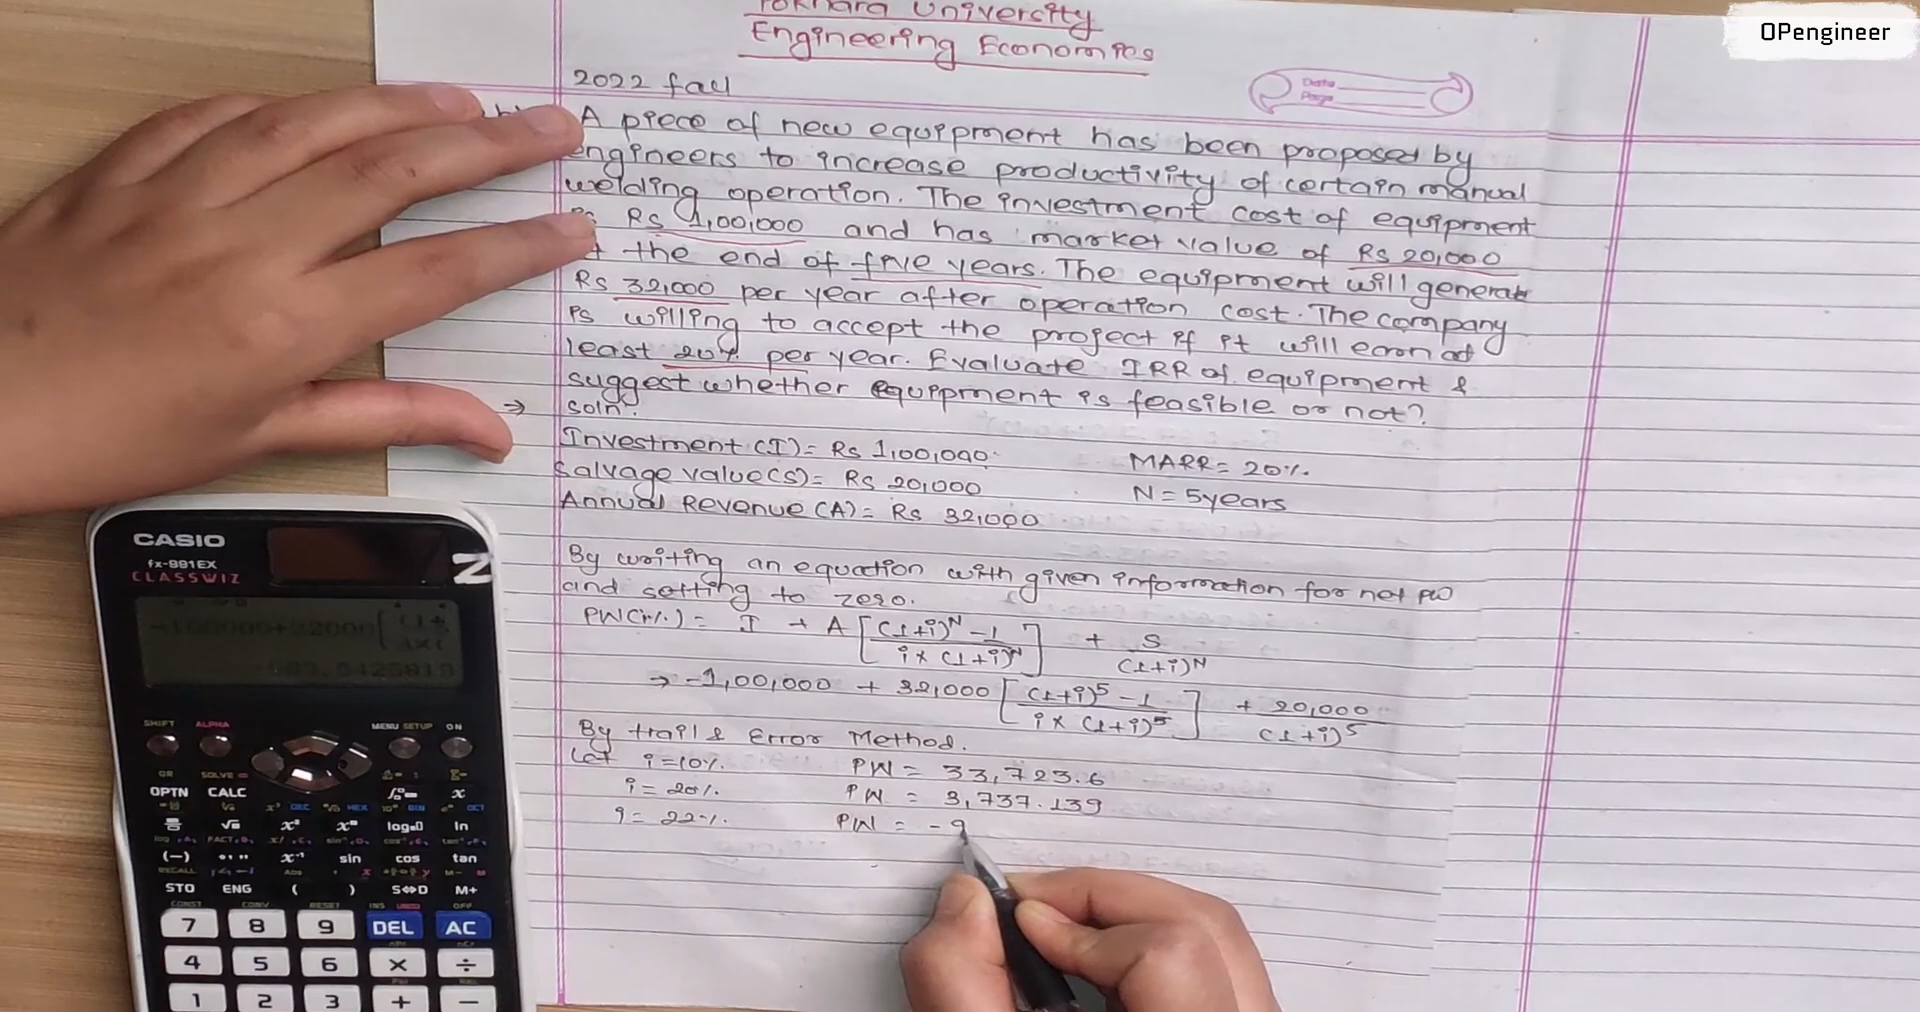 OPengineer
Pokhara University
Engineering Economics
2022 fall
A piece of new equipment has been proposed by
engineers to increase productivity of certain manual
welding operation. The investment cost of equipment
Rs 1,00,000 and has market value of Rs 20,000
the end of five years. The equipment will generate
Rs 32,000 per year after operation cost. The company
is willing to accept the project if it will earn at
least 20% per year. Evaluate IRR of equipment &
suggest whether equipment is feasible or not?
→ soln:
Investment (I) = Rs 1,00,000.
MARR = 20%.
Salvage value(s) = Rs 20,000
N = 5years
Annual Revenue (A) = Rs 32,000
By writing an equation with given information for net PW
and setting to zero.
PW(i%) = I + A [(1+i)^N - 1 / i × (1+i)^N] + S / (1+i)^N
→ -1,00,000 + 32,000 [(1+i)^5 - 1 / i × (1+i)^5] + 20,000 / (1+i)^5
By trail & Error Method.
Let i = 10%. PW = 33,723.6
i = 20%. PW = 3,737.139
i = 22%. PW = - 9
CASIO
fx-991EX
CLASSWIZ
Z
-100000+32000
SHIFT ALPHA MENU SETUP ON
OPTN CALC x
SOLVE =
log ln
(−) sin cos tan
STO ENG ( ) S⇔D M+
7 8 9 DEL AC
4 5 6 × ÷
1 2 3 + −